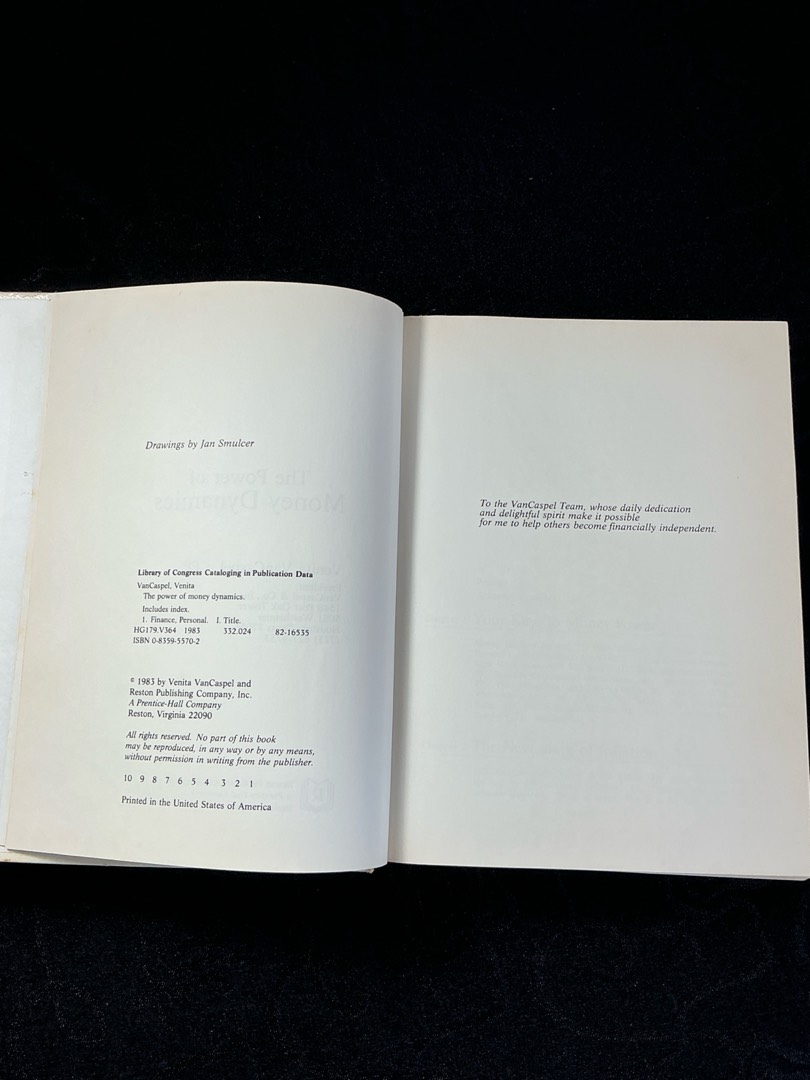 Drawings by Jan Smulcer
The Power of
Money Dynamics
Library of Congress Cataloging in Publication Data
VanCaspel, Venita
The power of money dynamics.
Includes index.
1. Finance, Personal. I. Title.
HG179.V364 1983 332.024 82-16535
ISBN 0-8359-5570-2
© 1983 by Venita VanCaspel and
Reston Publishing Company, Inc.
A Prentice-Hall Company
Reston, Virginia 22090
All rights reserved. No part of this book
may be reproduced, in any way or by any means,
without permission in writing from the publisher.
10 9 8 7 6 5 4 3 2 1
Printed in the United States of America
To the VanCaspel Team, whose daily dedication
and delightful spirit make it possible
for me to help others become financially independent.